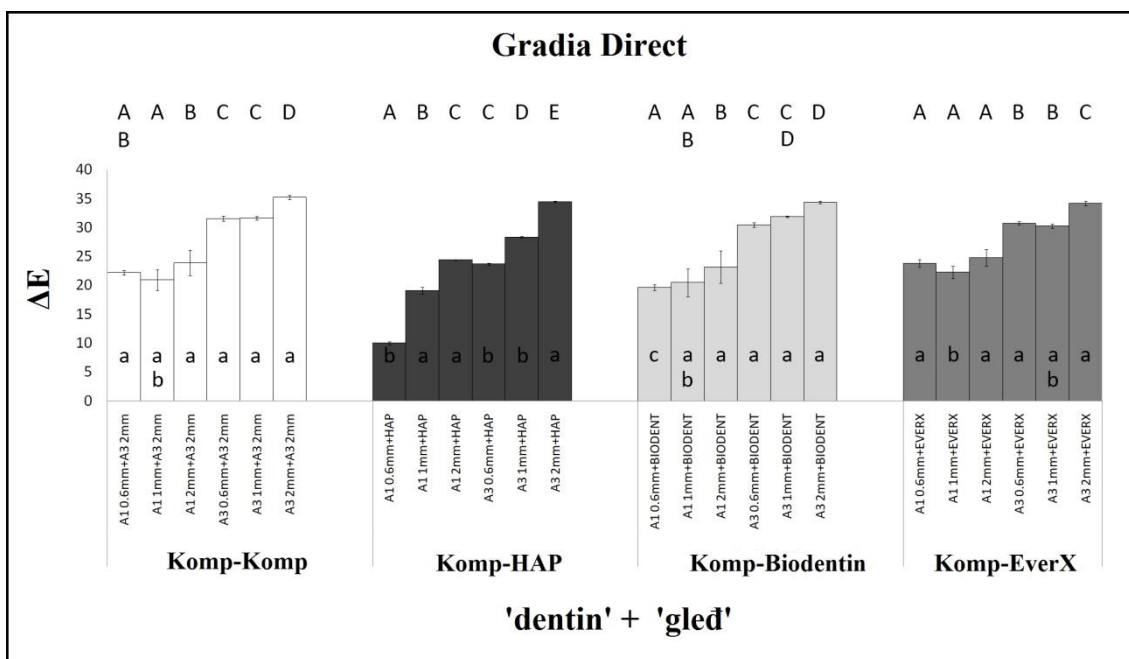 Gradia Direct
A A B C C D A B C C D E A A B C C D A A A B B C
B B D
40
35
30
25
20
15
10
5
0
ΔE
a a a a a a b a a b b a c a a a a a a b a a a a
b b b
A1 0.6mm+A3 2mm
A1 1mm+A3 2mm
A1 2mm+A3 2mm
A3 0.6mm+A3 2mm
A3 1mm+A3 2mm
A3 2mm+A3 2mm
A1 0.6mm+HAP
A1 1mm+HAP
A1 2mm+HAP
A3 0.6mm+HAP
A3 1mm+HAP
A3 2mm+HAP
A1 0.6mm+BIODENT
A1 1mm+BIODENT
A1 2mm+BIODENT
A3 0.6mm+BIODENT
A3 1mm+BIODENT
A3 2mm+BIODENT
A1 0.6mm+EVERX
A1 1mm+EVERX
A1 2mm+EVERX
A3 0.6mm+EVERX
A3 1mm+EVERX
A3 2mm+EVERX
Komp-Komp Komp-HAP Komp-Biodentin Komp-EverX
'dentin' + 'gleđ'